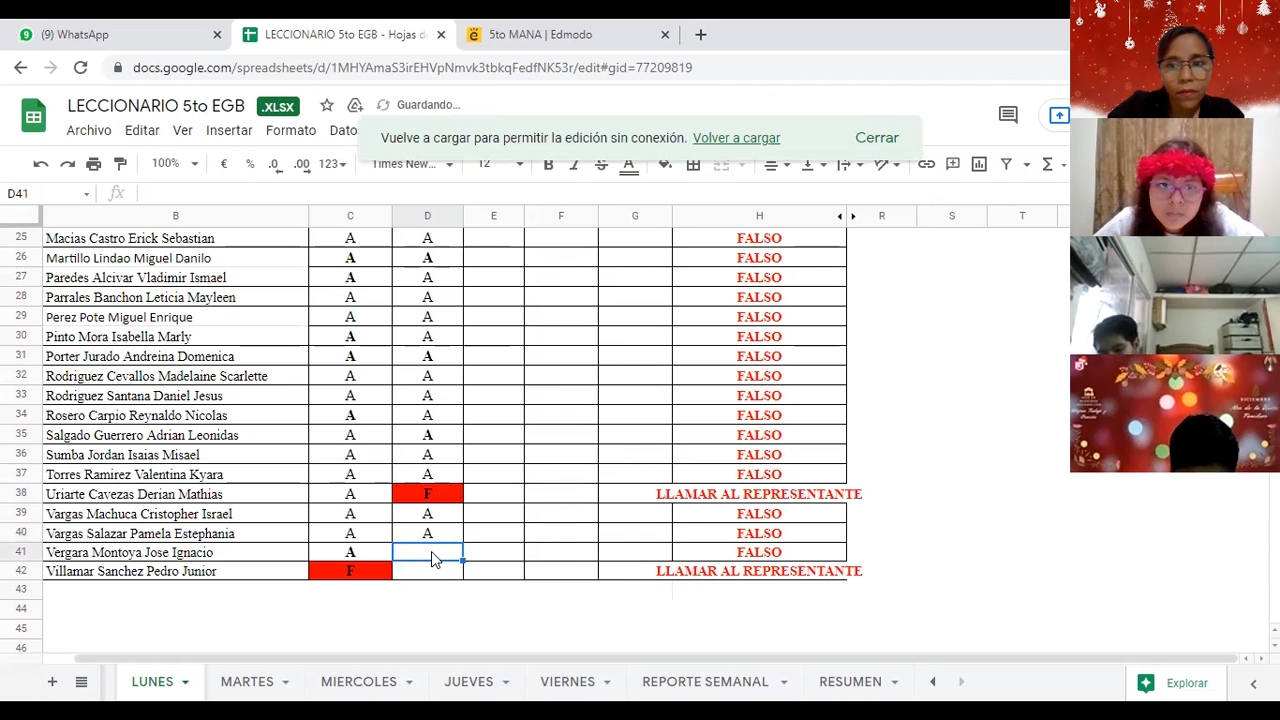 (9) WhatsApp
LECCIONARIO 5to EGB - Hojas de
5to MANA | Edmodo
docs.google.com/spreadsheets/d/1MHYAmaS3irEHVpNmvk3tbkqFedfNK53r/edit#gid=77209819
LECCIONARIO 5to EGB .XLSX Guardando...
Archivo Editar Ver Insertar Formato Dato
Vuelve a cargar para permitir la edición sin conexión. Volver a cargar Cerrar
100% € % .0 .00 123 Times New... 12 B I S A
D41 fx
B C D E F G H R S T
25 Macias Castro Erick Sebastian A A FALSO
26 Martillo Lindao Miguel Danilo A A FALSO
27 Paredes Alcivar Vladimir Ismael A A FALSO
28 Parrales Banchon Leticia Mayleen A A FALSO
29 Perez Pote Miguel Enrique A A FALSO
30 Pinto Mora Isabella Marly A A FALSO
31 Porter Jurado Andreina Domenica A A FALSO
32 Rodriguez Cevallos Madelaine Scarlette A A FALSO
33 Rodriguez Santana Daniel Jesus A A FALSO
34 Rosero Carpio Reynaldo Nicolas A A FALSO
35 Salgado Guerrero Adrian Leonidas A A FALSO
36 Sumba Jordan Isaias Misael A A FALSO
37 Torres Ramirez Valentina Kyara A A FALSO
38 Uriarte Cavezas Derian Mathias A F LLAMAR AL REPRESENTANTE
39 Vargas Machuca Cristopher Israel A A FALSO
40 Vargas Salazar Pamela Estephania A A FALSO
41 Vergara Montoya Jose Ignacio A FALSO
42 Villamar Sanchez Pedro Junior F LLAMAR AL REPRESENTANTE
43
44
45
46
LUNES MARTES MIERCOLES JUEVES VIERNES REPORTE SEMANAL RESUMEN Explorar
DICIEMBRE